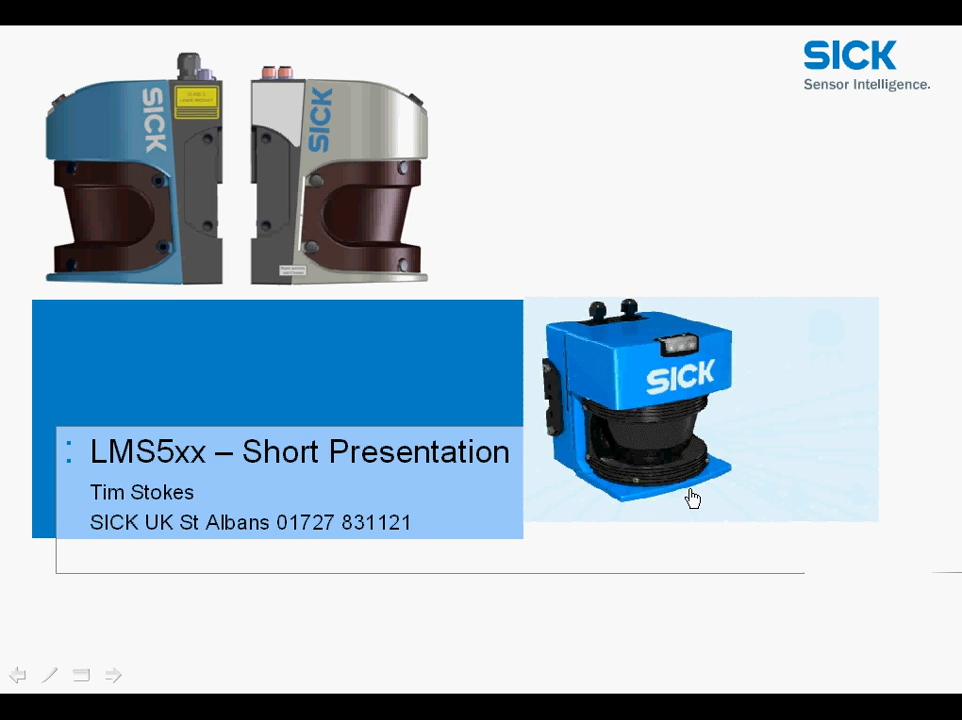 SICK
Sensor Intelligence.
SICK
SICK
SICK
: LMS5xx – Short Presentation
Tim Stokes
SICK UK St Albans 01727 831121